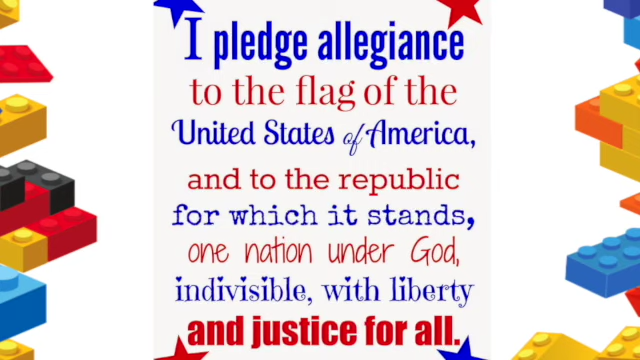 I pledge allegiance
to the flag of the
United States of America,
and to the republic
for which it stands,
one nation under God,
indivisible, with liberty
and justice for all.